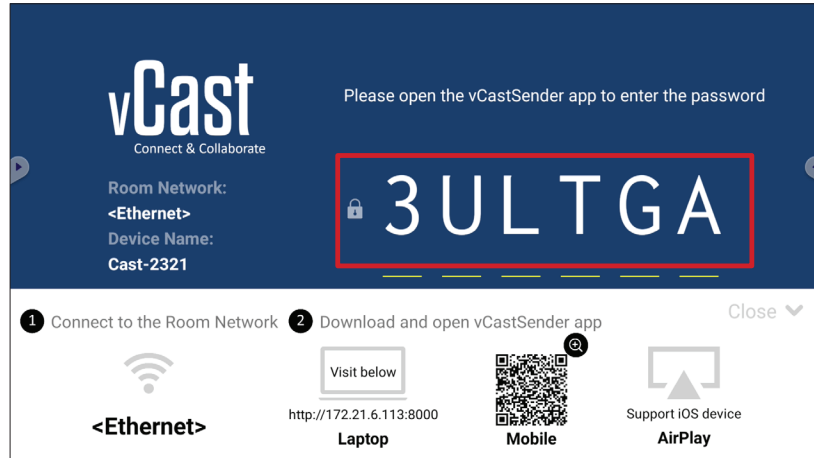 vCast
Connect & Collaborate
Please open the vCastSender app to enter the password
Room Network:
<Ethernet>
Device Name:
Cast-2321
3ULTGA
Close
1 Connect to the Room Network
2 Download and open vCastSender app
<Ethernet>
Visit below
http://172.21.6.113:8000
Laptop
Mobile
Support iOS device
AirPlay